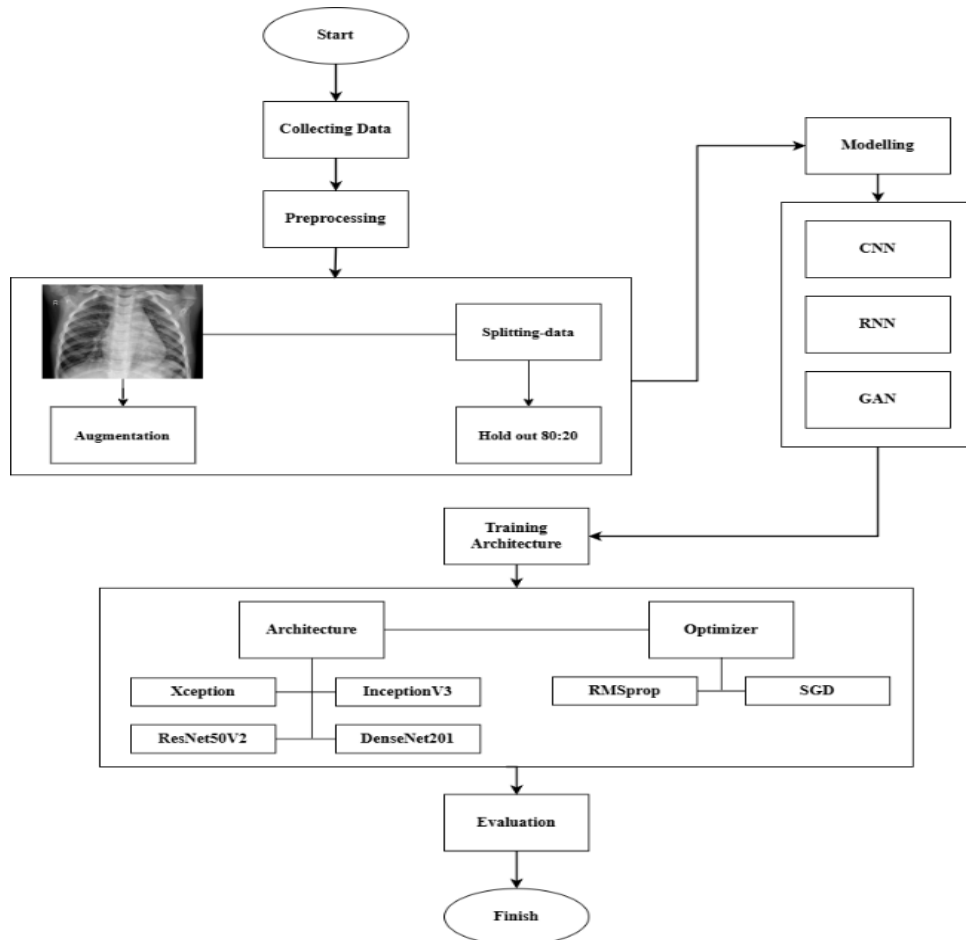 Start
Collecting Data
Preprocessing
Splitting-data
Augmentation
Hold out 80:20
Modelling
CNN
RNN
GAN
Training
Architecture
Architecture
Optimizer
Xception
InceptionV3
RMSprop
SGD
ResNet50V2
DenseNet201
Evaluation
Finish